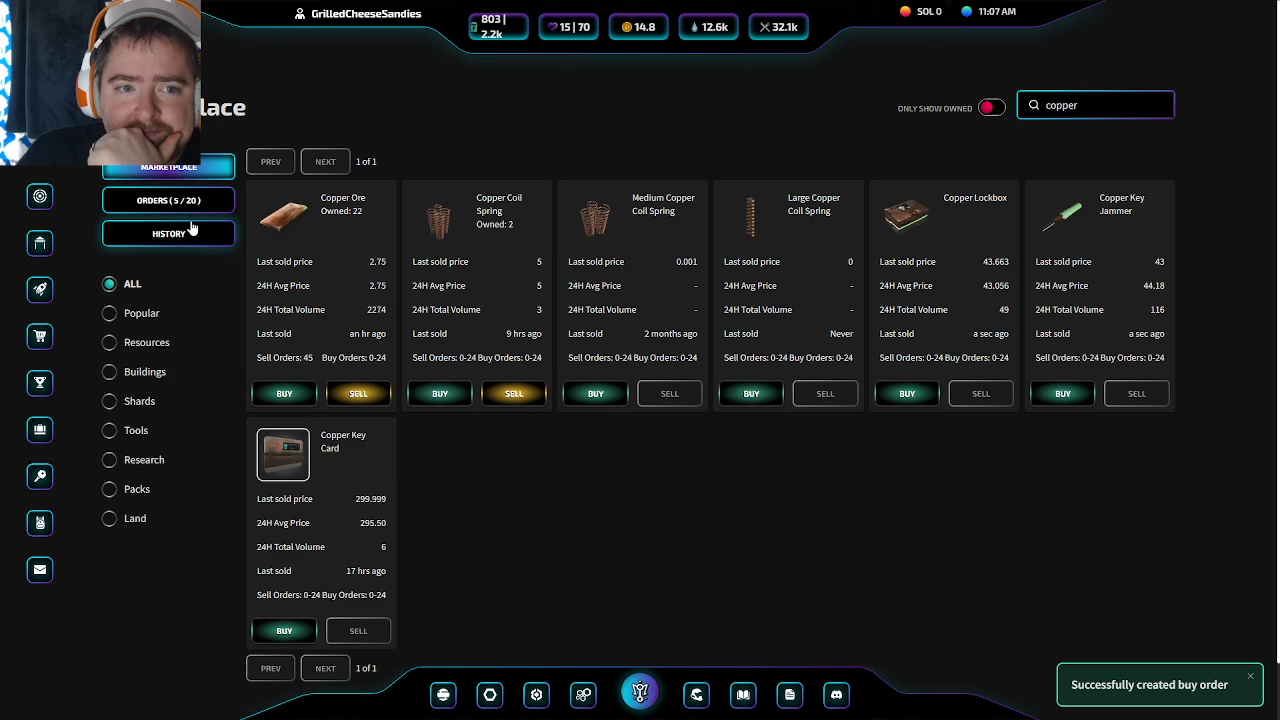 GrilledCheeseSandies
803 |
2.2k
15 | 70
14.8
12.6k
32.1k
SOL 0
11:07 AM
lace
ONLY SHOW OWNED
copper
MARKETPLACE
ORDERS ( 5 / 20 )
HISTORY
PREV
NEXT
1 of 1
ALL
Popular
Resources
Buildings
Shards
Tools
Research
Packs
Land
Copper Ore
Owned: 22
Last sold price 2.75
24H Avg Price 2.75
24H Total Volume 2274
Last sold an hr ago
Sell Orders: 45 Buy Orders: 0-24
BUY
SELL
Copper Coil
Spring
Owned: 2
Last sold price 5
24H Avg Price 5
24H Total Volume 3
Last sold 9 hrs ago
Sell Orders: 0-24 Buy Orders: 0-24
BUY
SELL
Medium Copper
Coil Spring
Last sold price 0.001
24H Avg Price -
24H Total Volume -
Last sold 2 months ago
Sell Orders: 0-24 Buy Orders: 0-24
BUY
SELL
Large Copper
Coil Spring
Last sold price 0
24H Avg Price -
24H Total Volume -
Last sold Never
Sell Orders: 0-24 Buy Orders: 0-24
BUY
SELL
Copper Lockbox
Last sold price 43.663
24H Avg Price 43.056
24H Total Volume 49
Last sold a sec ago
Sell Orders: 0-24 Buy Orders: 0-24
BUY
SELL
Copper Key
Jammer
Last sold price 43
24H Avg Price 44.18
24H Total Volume 116
Last sold a sec ago
Sell Orders: 0-24 Buy Orders: 0-24
BUY
SELL
Copper Key
Card
Last sold price 299.999
24H Avg Price 295.50
24H Total Volume 6
Last sold 17 hrs ago
Sell Orders: 0-24 Buy Orders: 0-24
BUY
SELL
PREV
NEXT
1 of 1
Successfully created buy order